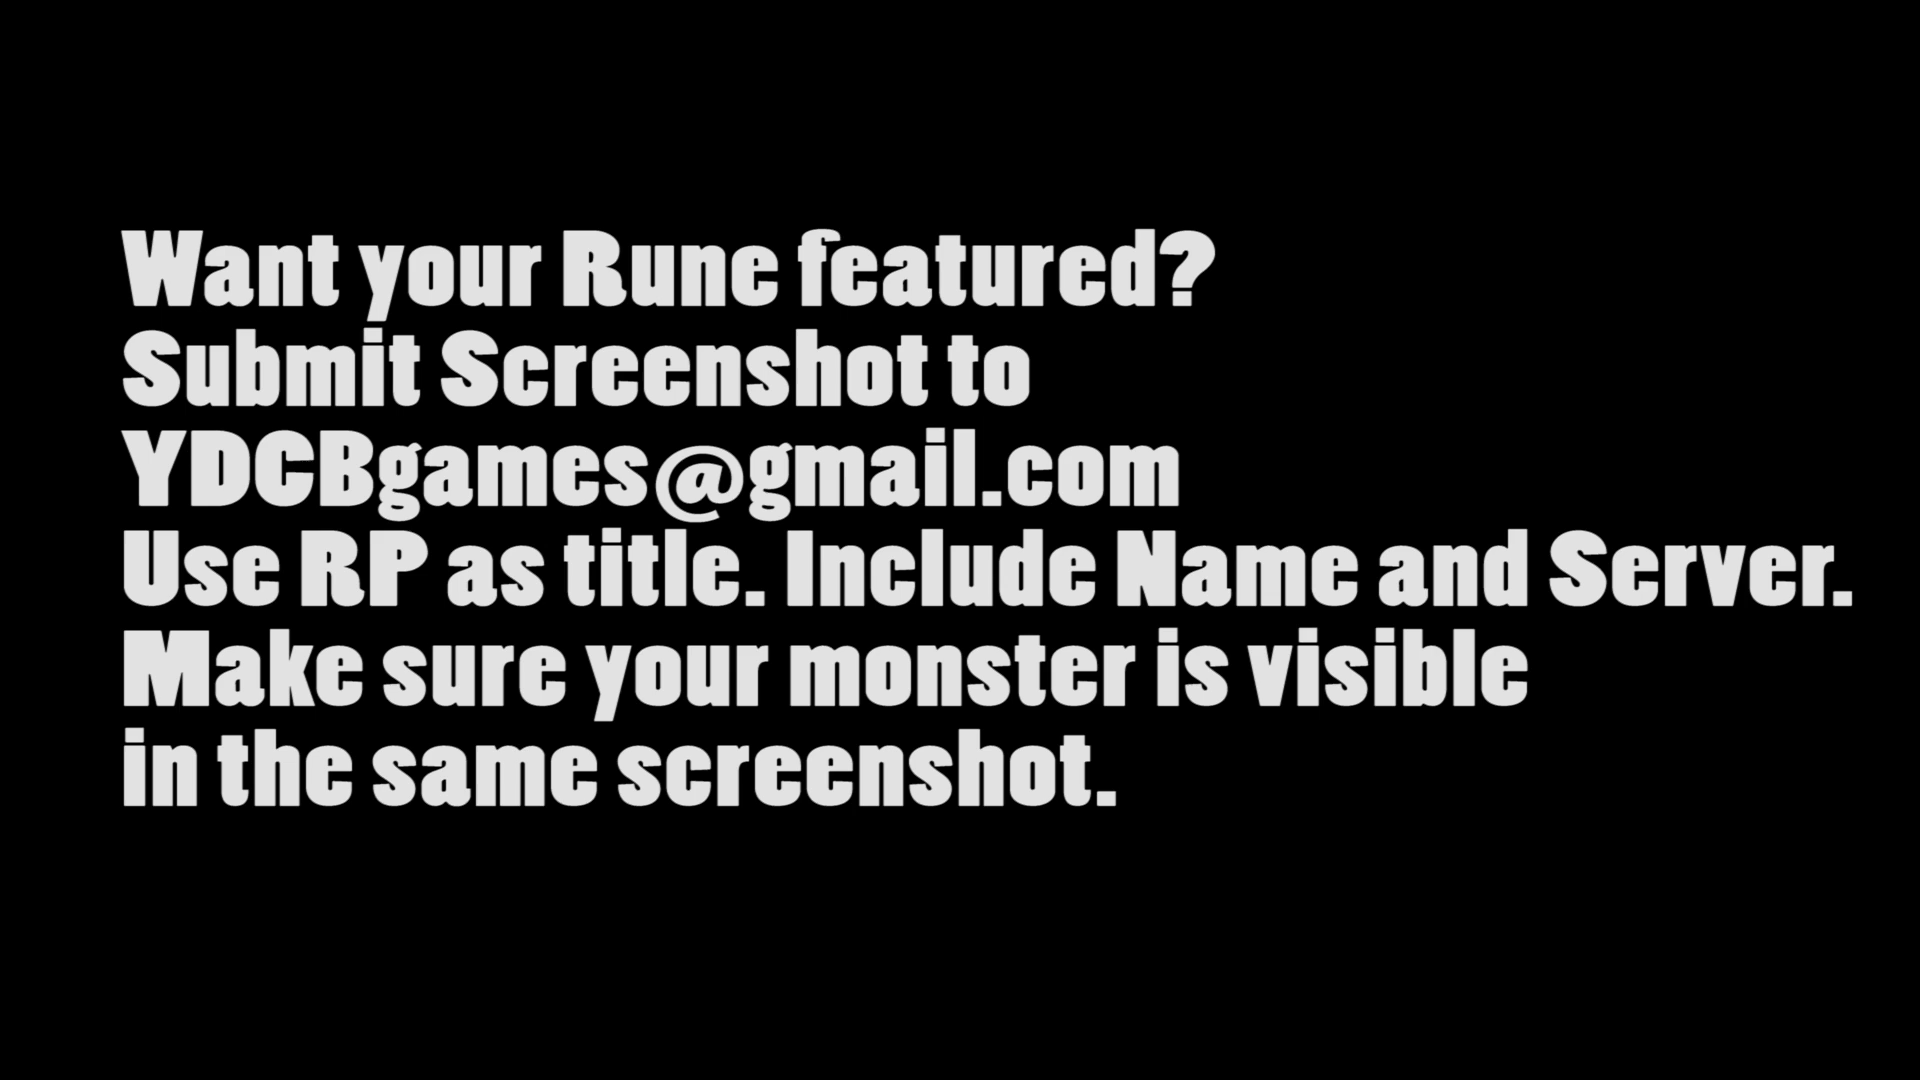 Want your Rune featured?
Submit Screenshot to
YDCBgames@gmail.com
Use RP as title. Include Name and Server.
Make sure your monster is visible
in the same screenshot.